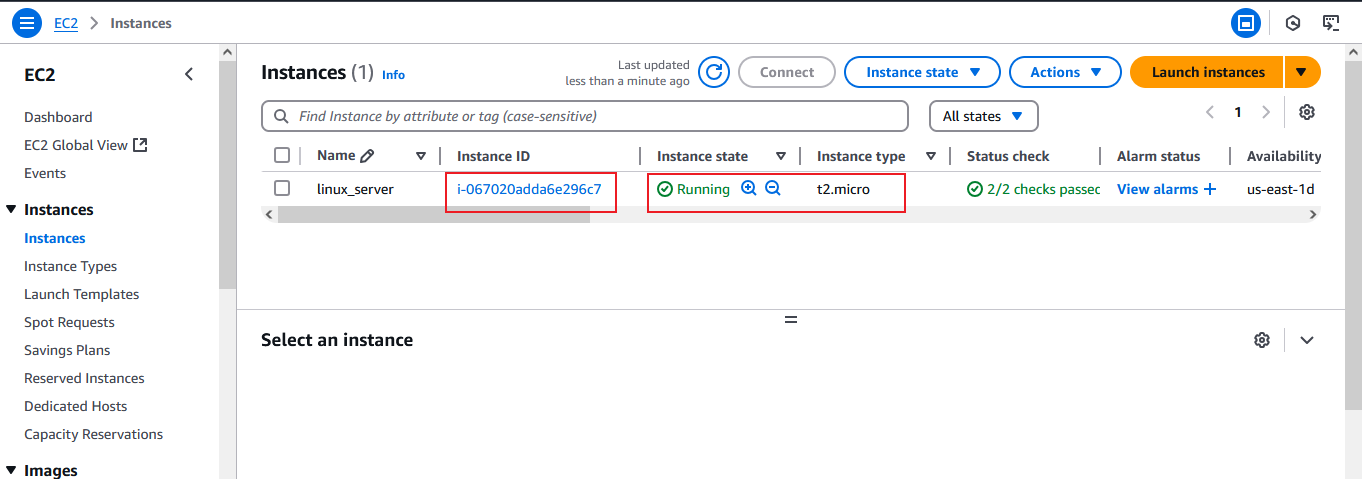 EC2 Instances
EC2
Dashboard
EC2 Global View
Events
Instances
Instances
Instance Types
Launch Templates
Spot Requests
Savings Plans
Reserved Instances
Dedicated Hosts
Capacity Reservations
Images
Instances (1) Info
Last updated
less than a minute ago
Connect
Instance state
Actions
Launch instances
Find Instance by attribute or tag (case-sensitive)
All states
1
Name Instance ID Instance state Instance type Status check Alarm status Availability
linux_server i-067020adda6e296c7 Running t2.micro 2/2 checks passec View alarms + us-east-1d
Select an instance